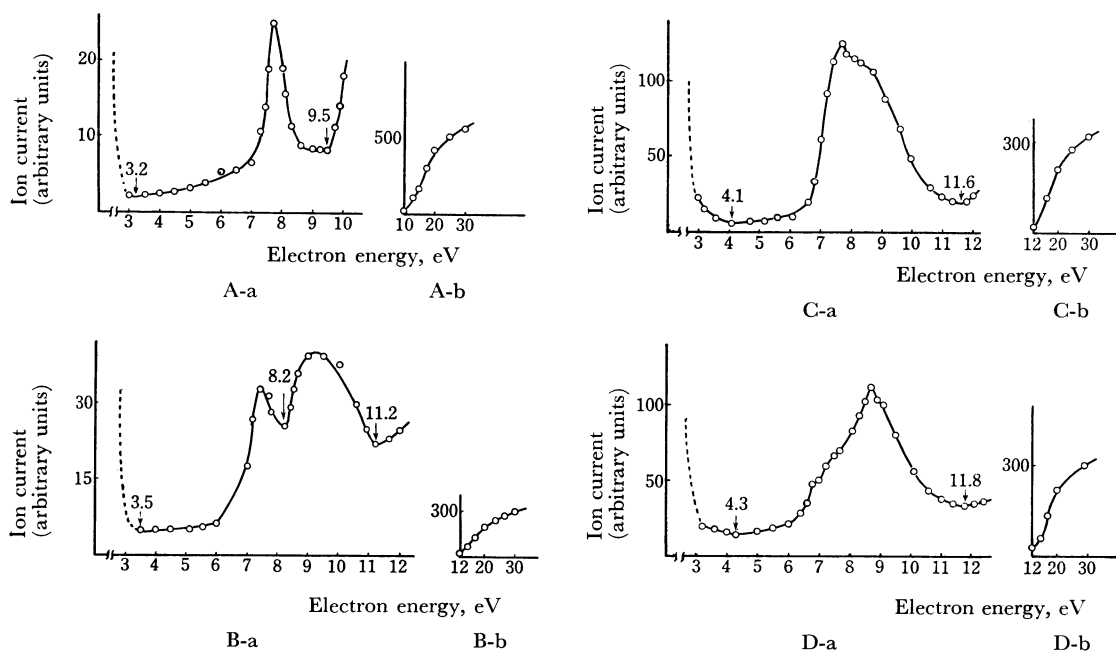 Ion current
(arbitrary units)
20
10
3.2
9.5
2 3 4 5 6 7 8 9 10
Electron energy, eV
A-a
500
10 20 30
A-b
Ion current
(arbitrary units)
100
50
4.1
11.6
3 4 5 6 7 8 9 10 11 12
Electron energy, eV
C-a
300
12 20 30
C-b
Ion current
(arbitrary units)
30
15
3.5
8.2
11.2
3 4 5 6 7 8 9 10 11 12
Electron energy, eV
B-a
300
12 20 30
B-b
Ion current
(arbitrary units)
100
50
4.3
11.8
3 4 5 6 7 8 9 10 11 12
Electron energy, eV
D-a
300
12 20 30
D-b